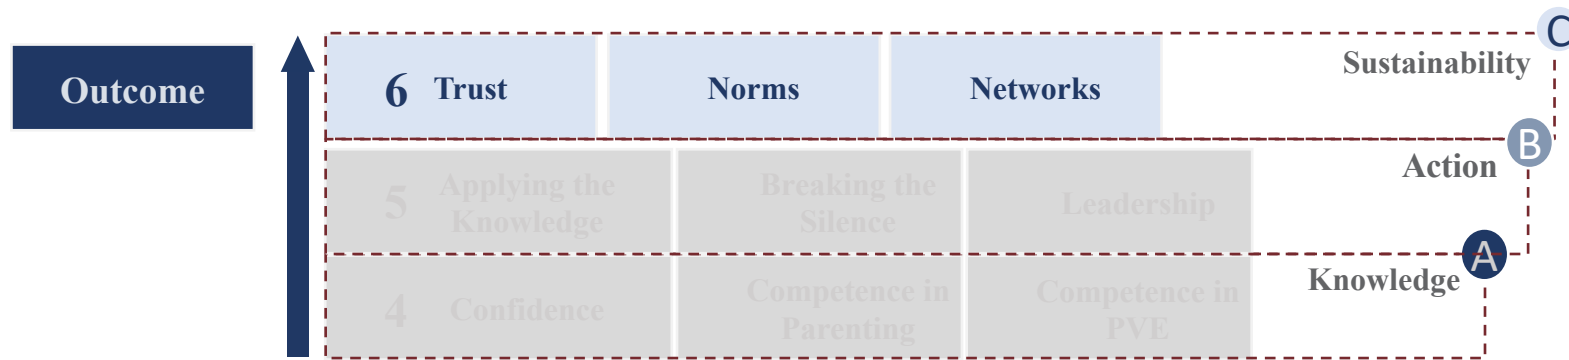 Outcome
6 Trust Norms Networks
Sustainability
C
B
Action
5 Applying the Knowledge
Breaking the Silence
Leadership
A
Knowledge
4 Confidence
Competence in Parenting
Competence in PVE